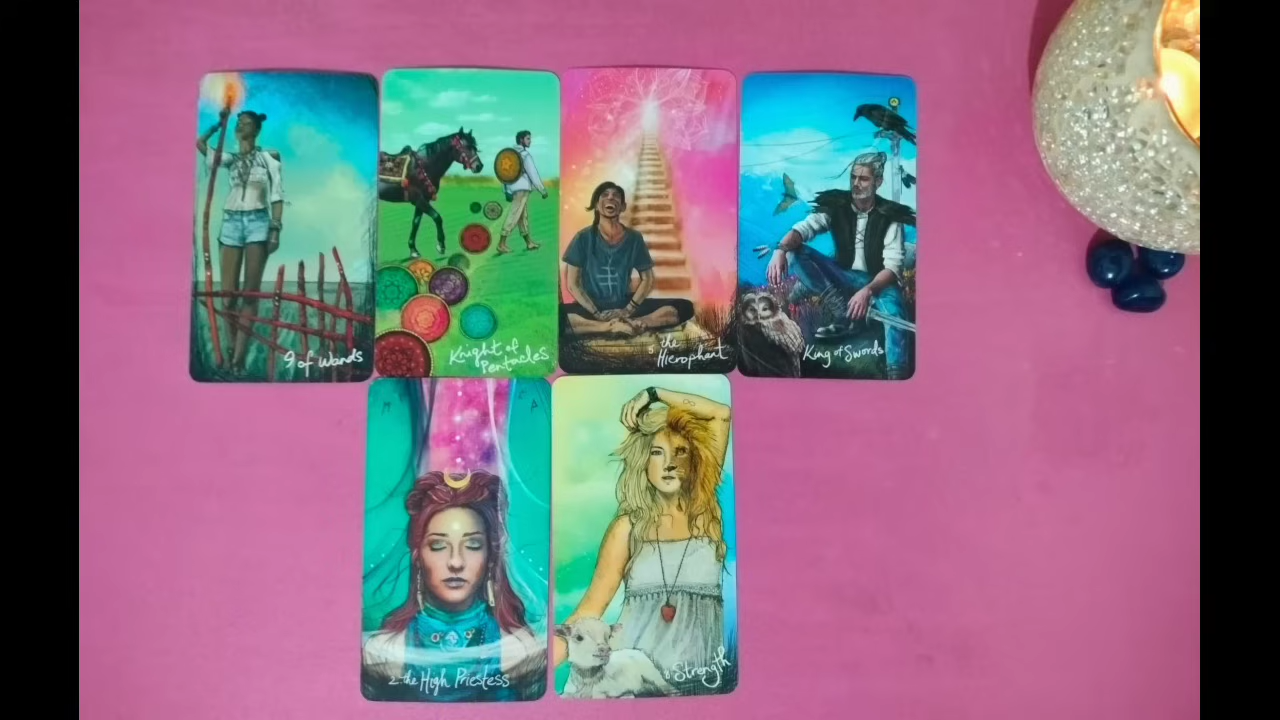 9 of Wands
Knight of
Pentacles
5 the
Hierophant
King of Swords
2 the High Priestess
8 Strength